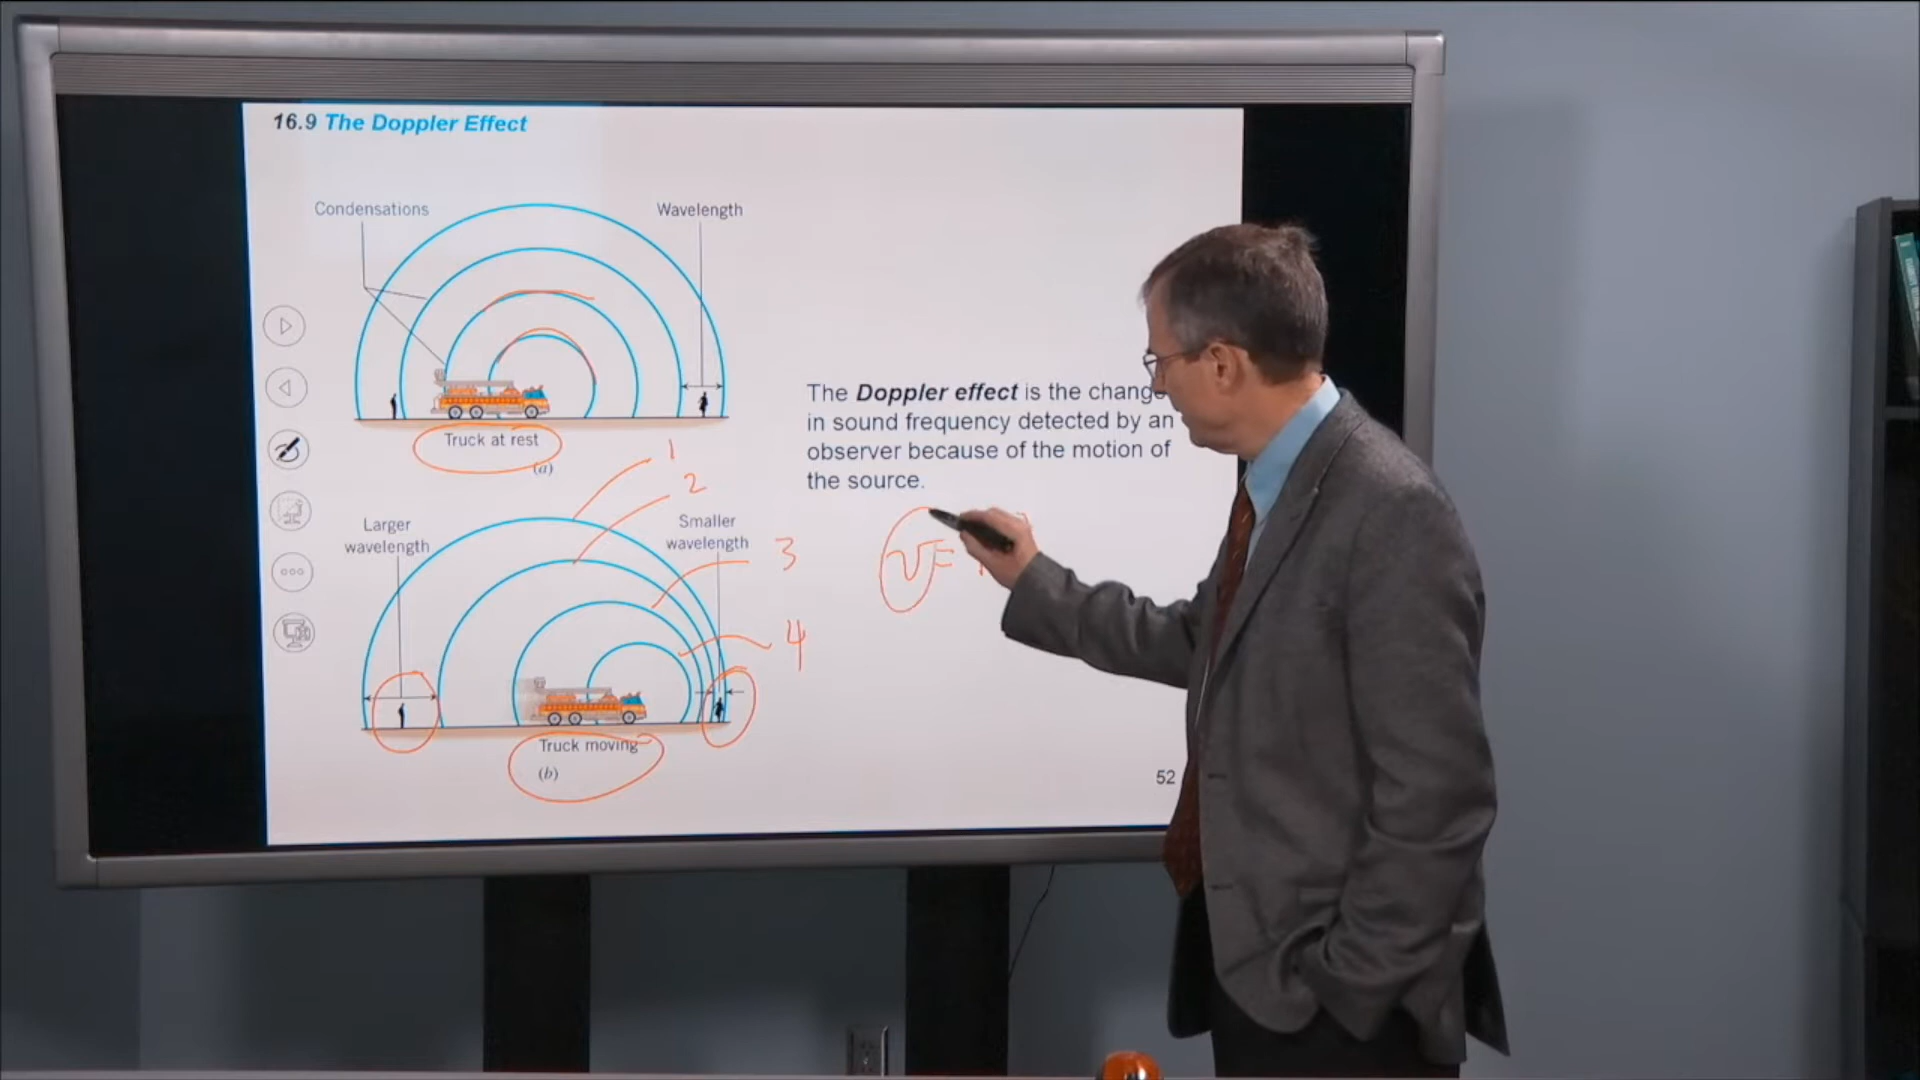 16.9 The Doppler Effect
Condensations
Wavelength
Truck at rest
(a)
1
2
Larger
wavelength
Smaller
wavelength
3
4
Truck moving
(b)
The Doppler effect is the change
in sound frequency detected by an
observer because of the motion of
the source.
v=
52